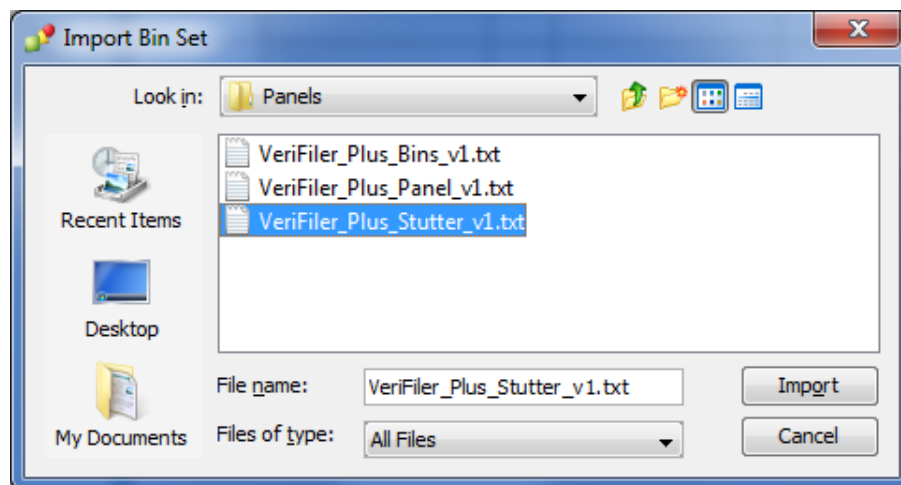 Import Bin Set
Look in: Panels
VeriFiler_Plus_Bins_v1.txt
VeriFiler_Plus_Panel_v1.txt
VeriFiler_Plus_Stutter_v1.txt
Recent Items
Desktop
My Documents
File name: VeriFiler_Plus_Stutter_v1.txt Import
Files of type: All Files Cancel